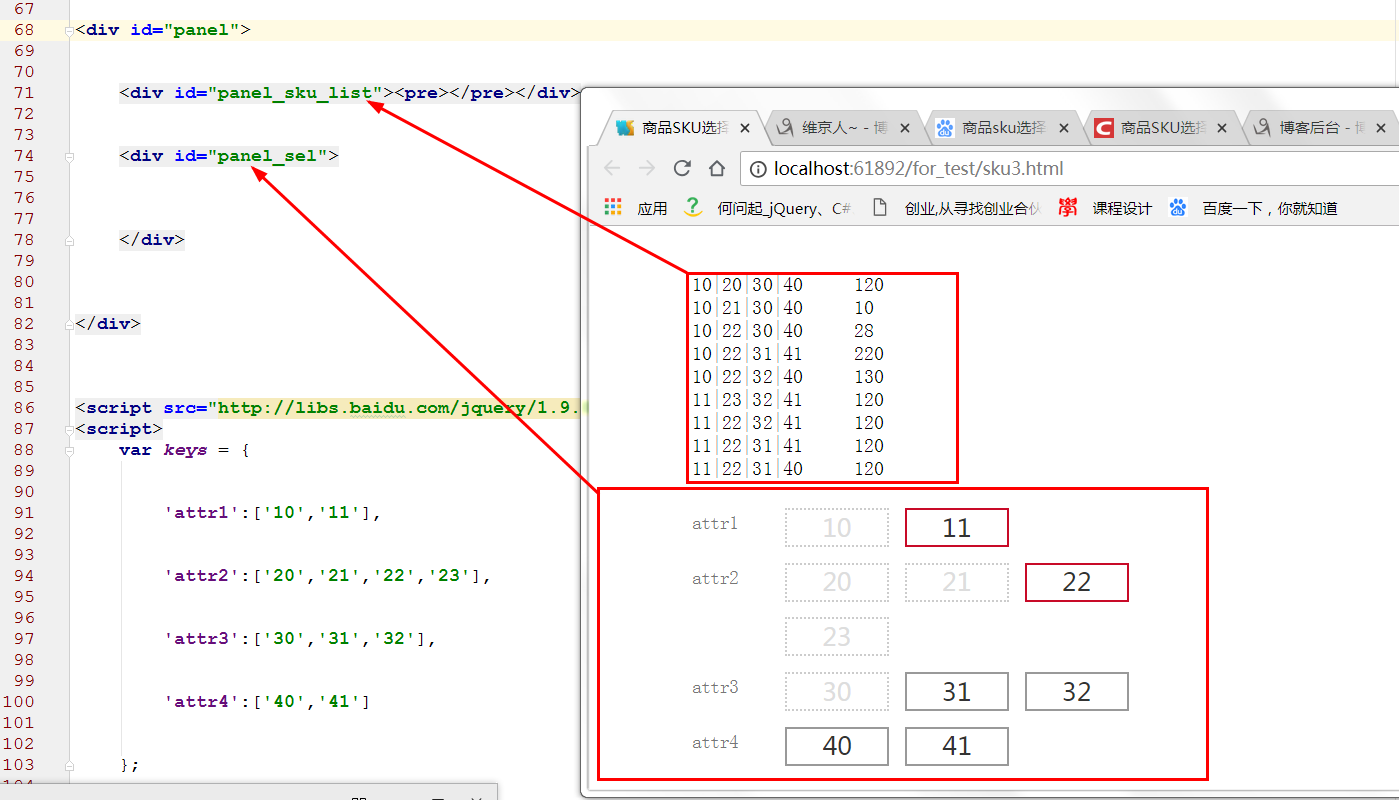 67
68 <div id="panel">
69
70
71 <div id="panel_sku_list"><pre></pre></div>
72
73
74 <div id="panel_sel">
75
76
77
78 </div>
79
80
81
82 </div>
83
84
85
86 <script src="http://libs.baidu.com/jquery/1.9.
87 <script>
88 var keys = {
89
90
91 'attr1':['10','11'],
92
93
94 'attr2':['20','21','22','23'],
95
96
97 'attr3':['30','31','32'],
98
99
100 'attr4':['40','41']
101
102
103 };
商品SKU选择 维京人~ - 博 商品sku选择 商品SKU选择 博客后台 - 博
localhost:61892/for_test/sku3.html
应用 何问起_jQuery、C# 创业,从寻找创业合伙 课程设计 百度一下，你就知道
10|20|30|40 120
10|21|30|40 10
10|22|30|40 28
10|22|31|41 220
10|22|32|40 130
11|23|32|41 120
11|22|32|41 120
11|22|31|41 120
11|22|31|40 120
attr1 10 11
attr2 20 21 22
23
attr3 30 31 32
attr4 40 41